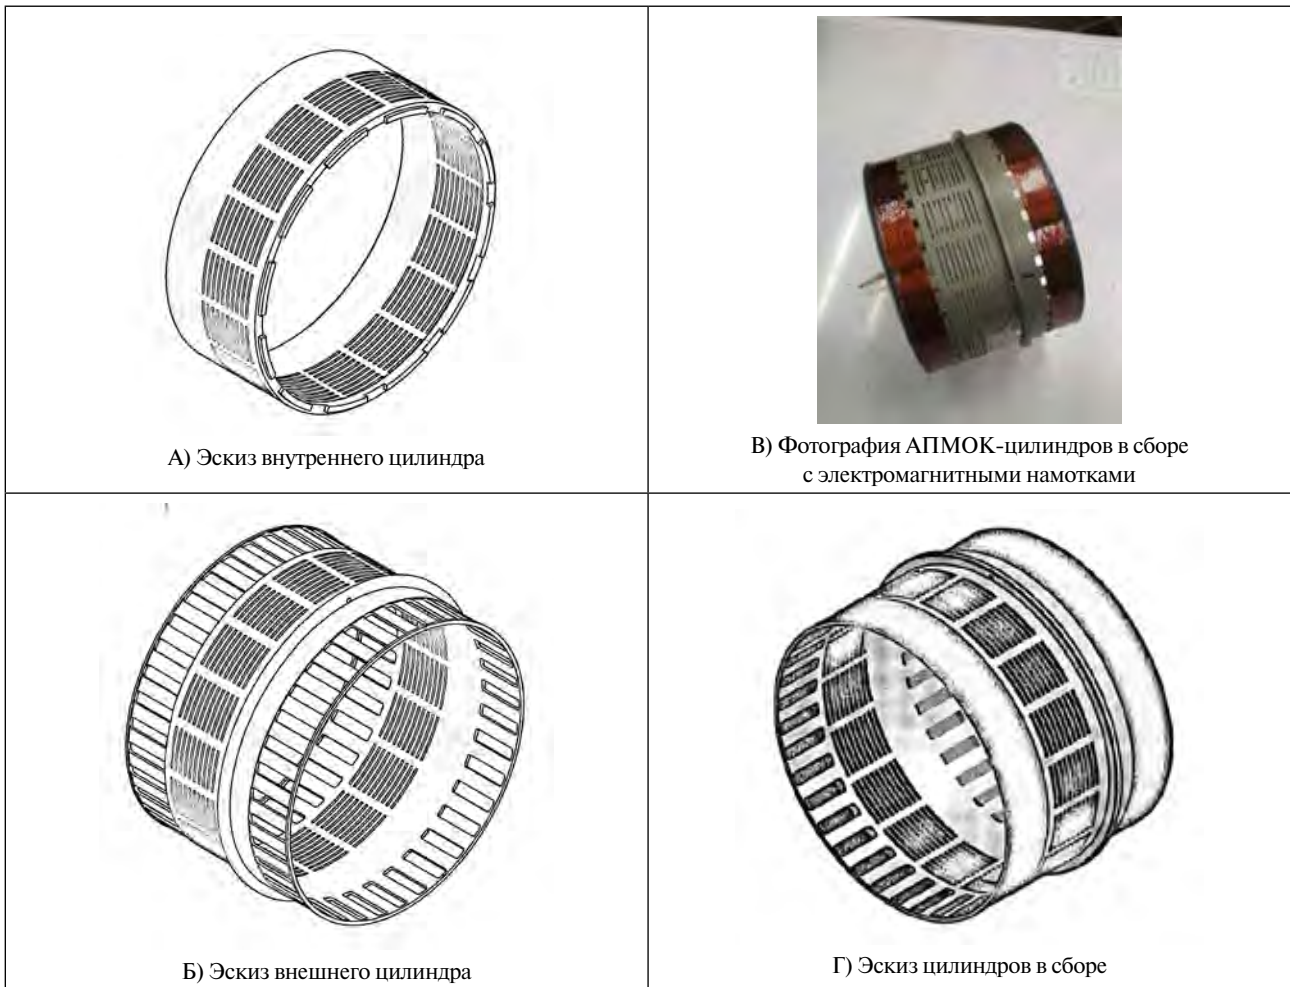 А) Эскиз внутреннего цилиндра
В) Фотография АПМОК-цилиндров в сборе
с электромагнитными намотками
Б) Эскиз внешнего цилиндра
Г) Эскиз цилиндров в сборе